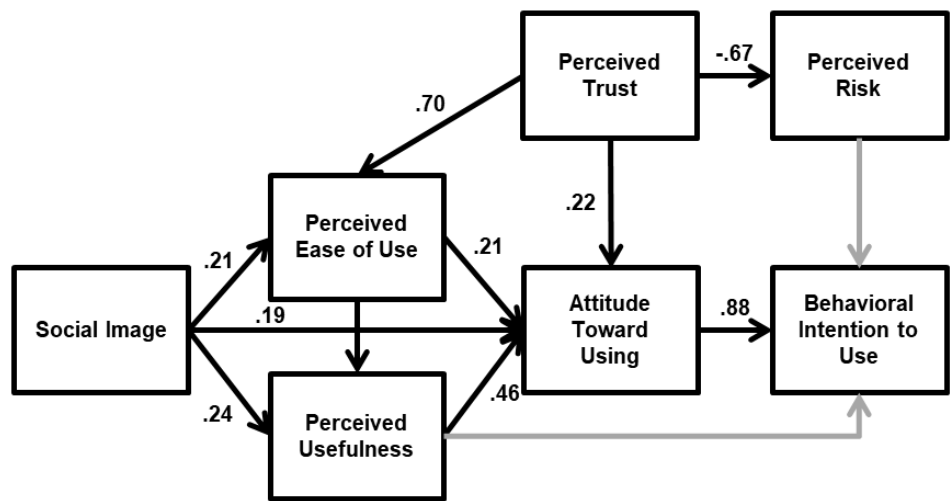 Perceived
Trust
-.67
Perceived
Risk
.70
Perceived
Ease of Use
.22
.21
.21
Social Image
.19
Attitude
Toward
Using
.88
Behavioral
Intention to
Use
.24
Perceived
Usefulness
.46